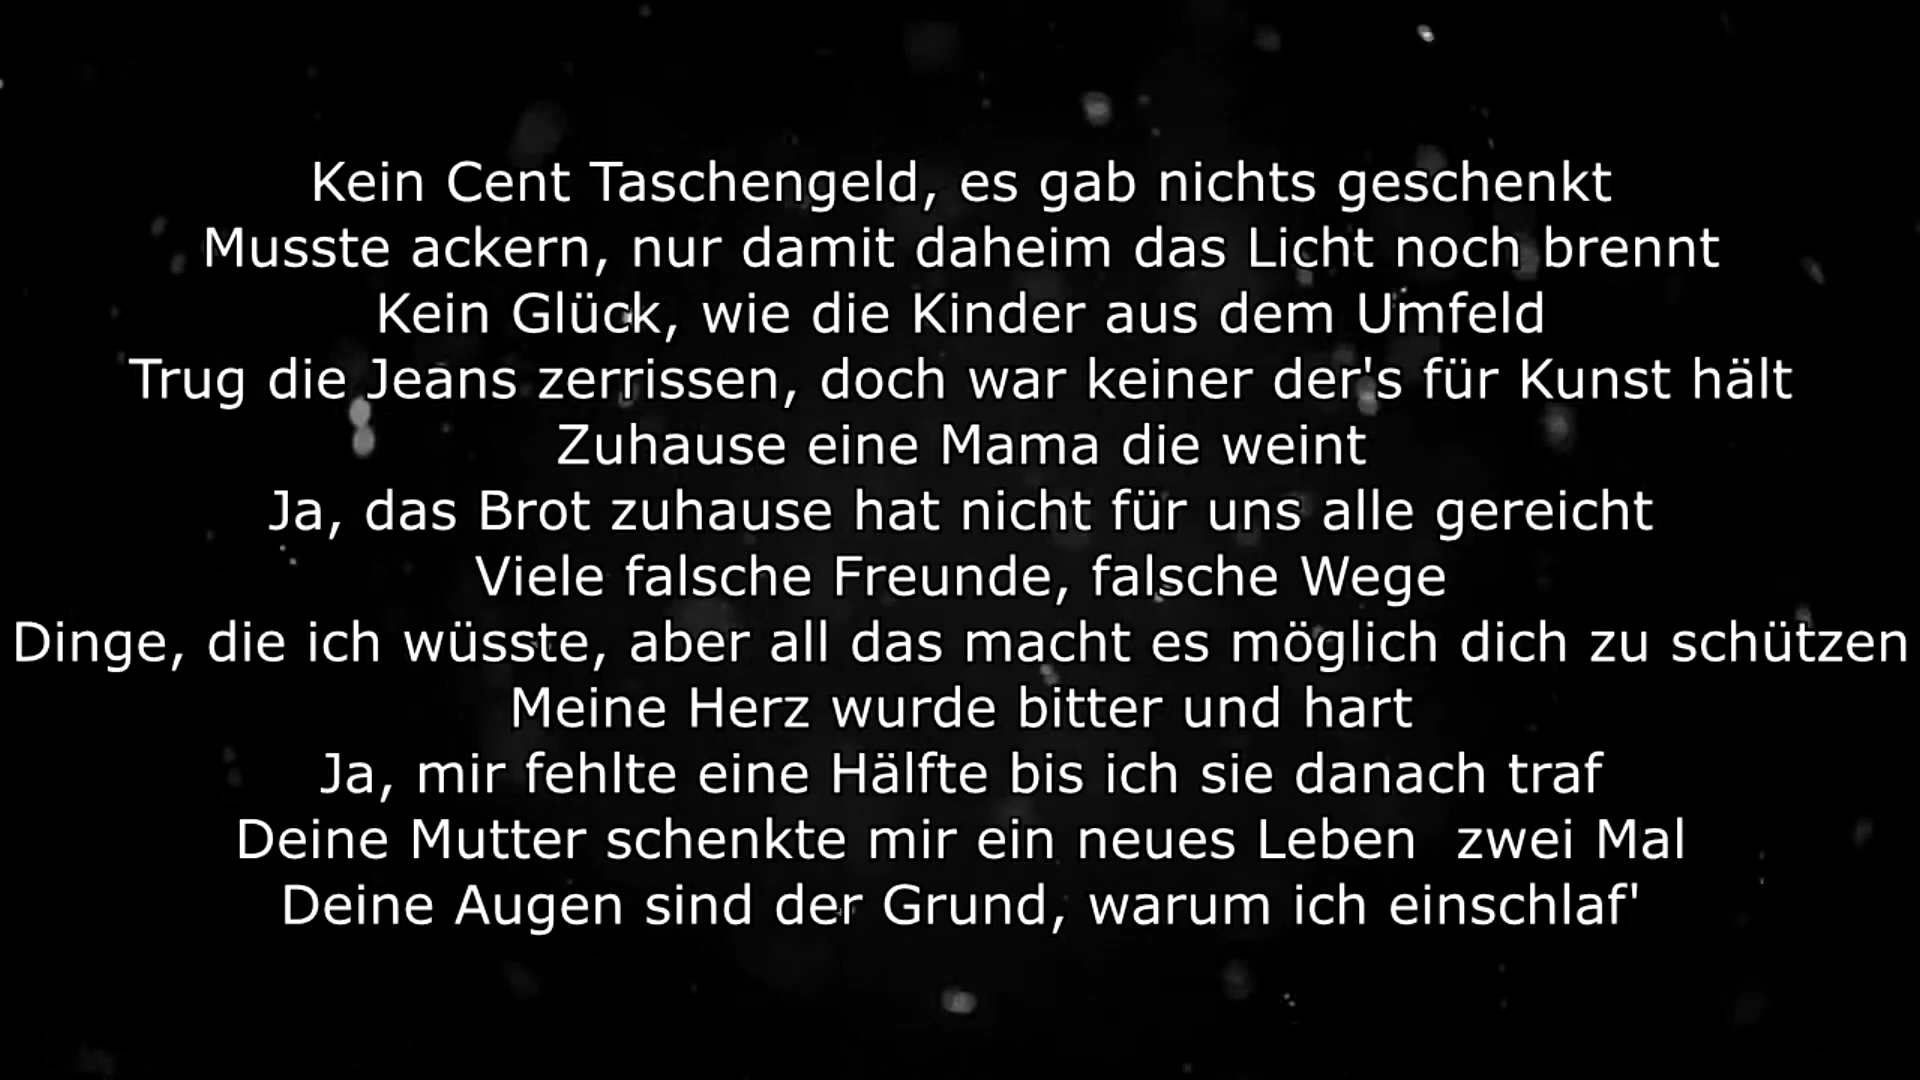 Kein Cent Taschengeld, es gab nichts geschenkt
Musste ackern, nur damit daheim das Licht noch brennt
Kein Glück, wie die Kinder aus dem Umfeld
Trug die Jeans zerrissen, doch war keiner der's für Kunst hält
Zuhause eine Mama die weint
Ja, das Brot zuhause hat nicht für uns alle gereicht
Viele falsche Freunde, falsche Wege
Dinge, die ich wüsste, aber all das macht es möglich dich zu schützen
Meine Herz wurde bitter und hart
Ja, mir fehlte eine Hälfte bis ich sie danach traf
Deine Mutter schenkte mir ein neues Leben  zwei Mal
Deine Augen sind der Grund, warum ich einschlaf'